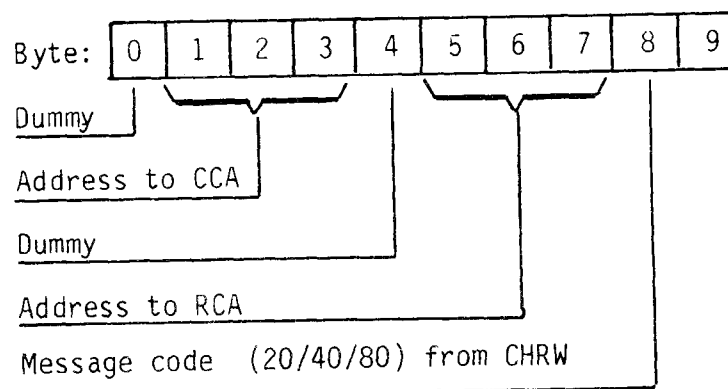 Byte: 0 1 2 3 4 5 6 7 8 9
Dummy
Address to CCA
Dummy
Address to RCA
Message code (20/40/80) from CHRW